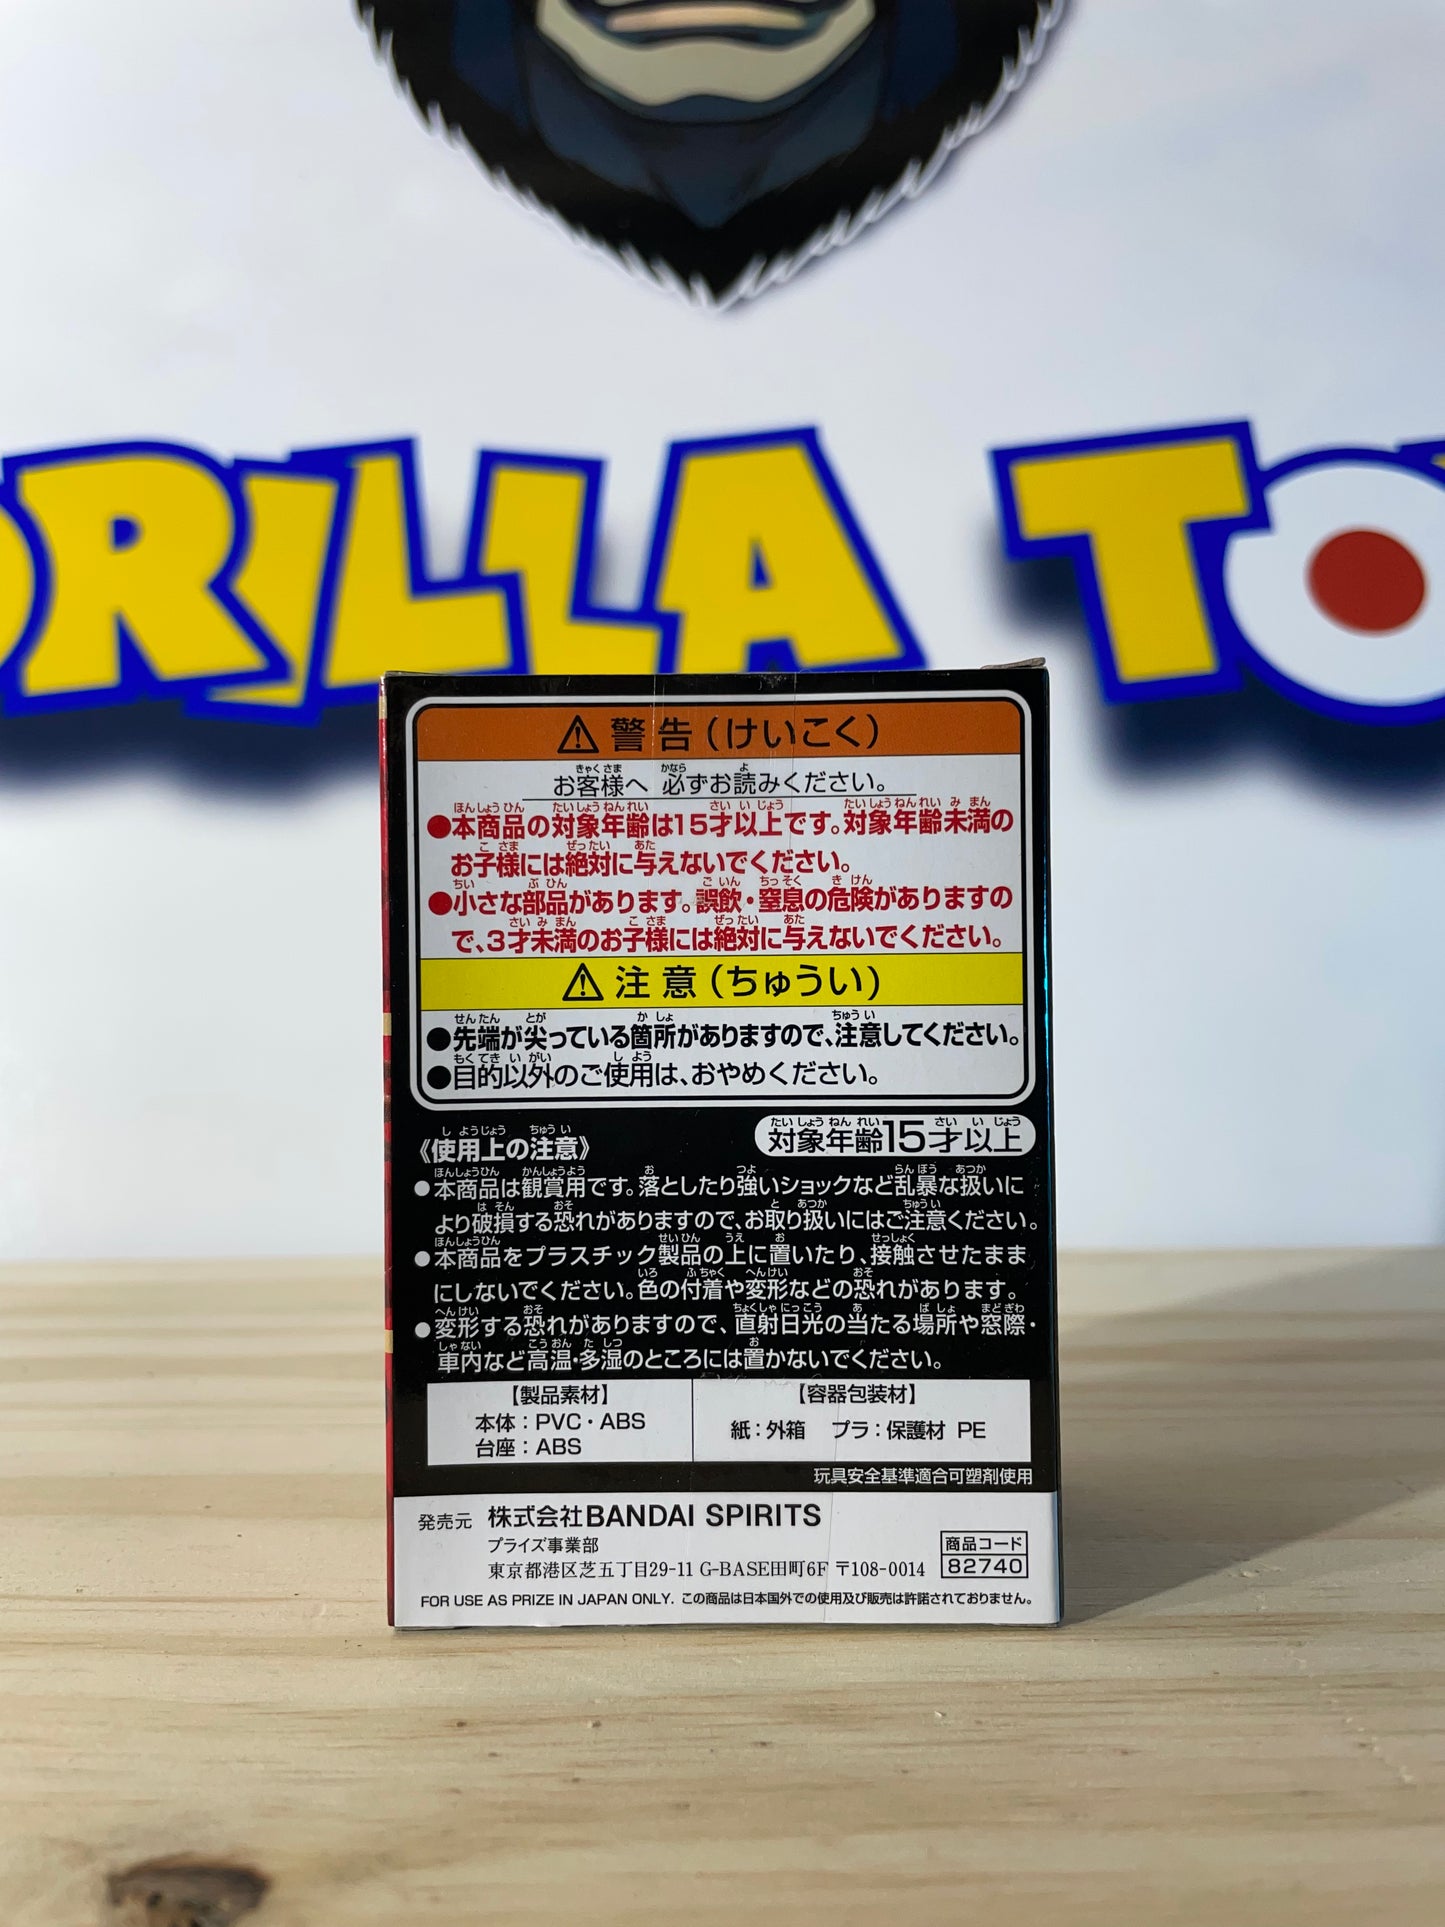 RILLA TO
⚠ 警告(けいこく)
お客様へ 必ずお読みください。
●本商品の対象年齢は15才以上です。対象年齢未満の
お子様には絶対に与えないでください。
●小さな部品があります。誤飲・窒息の危険がありますの
で、3才未満のお子様には絶対に与えないでください。
⚠ 注意(ちゅうい)
●先端が尖っている箇所がありますので、注意してください。
●目的以外のご使用は、おやめください。
《使用上の注意》
対象年齢15才以上
●本商品は観賞用です。落としたり強いショックなど乱暴な扱いに
より破損する恐れがありますので、お取り扱いにはご注意ください。
●本商品をプラスチック製品の上に置いたり、接触させたまま
にしないでください。色の付着や変形などの恐れがあります。
●変形する恐れがありますので、直射日光の当たる場所や窓際・
車内など高温・多湿のところには置かないでください。
【製品素材】
本体：PVC・ABS
台座：ABS
【容器包装材】
紙：外箱 プラ：保護材 PE
玩具安全基準適合可塑剤使用
発売元 株式会社BANDAI SPIRITS
プライズ事業部
東京都港区芝五丁目29-11 G-BASE田町6F 〒108-0014
商品コード
82740
FOR USE AS PRIZE IN JAPAN ONLY. この商品は日本国外での使用及び販売は許諾されておりません。